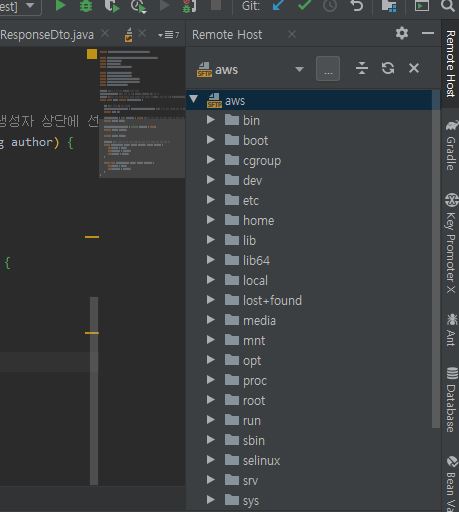 est]
Git:
ResponseDto.java
7
Remote Host
aws
SFTP
...
aws
bin
boot
cgroup
dev
etc
home
lib
lib64
local
lost+found
media
mnt
opt
proc
root
run
sbin
selinux
srv
sys
생성자 상단에 선
g author) {
{
Remote Host
Gradle
Key Promoter X
Ant
Database
Bean Va